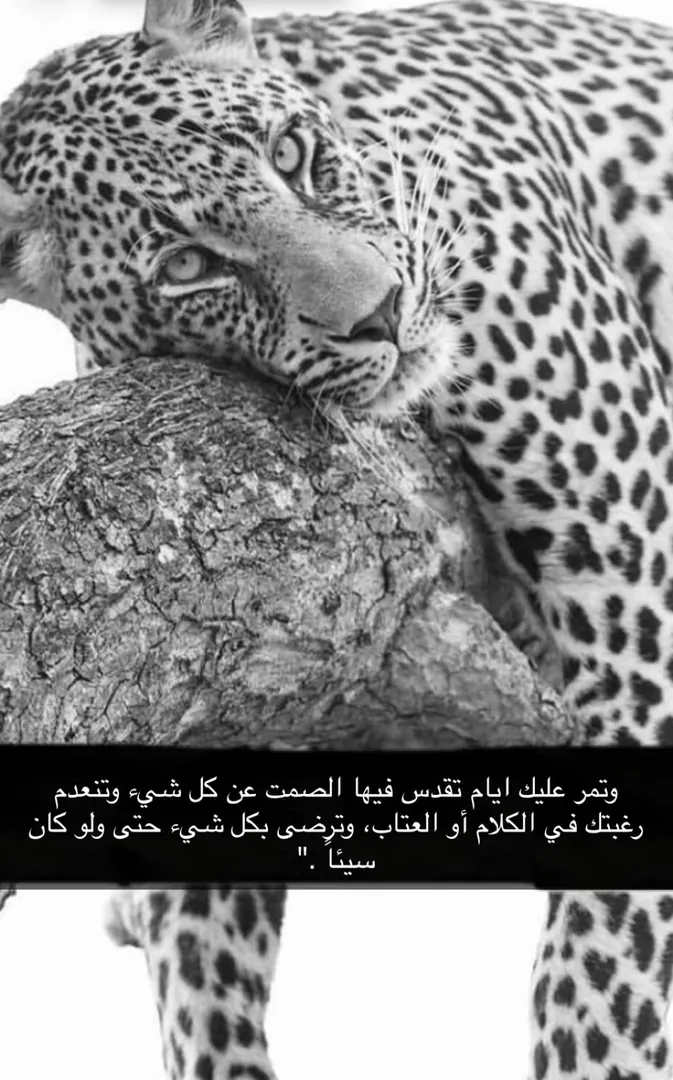 وتمر عليك ايام تقدس فيها الصمت عن كل شيء وتنعدم
رغبتك في الكلام أو العتاب، وترضى بكل شيء حتى ولو كان
سيئاً ."